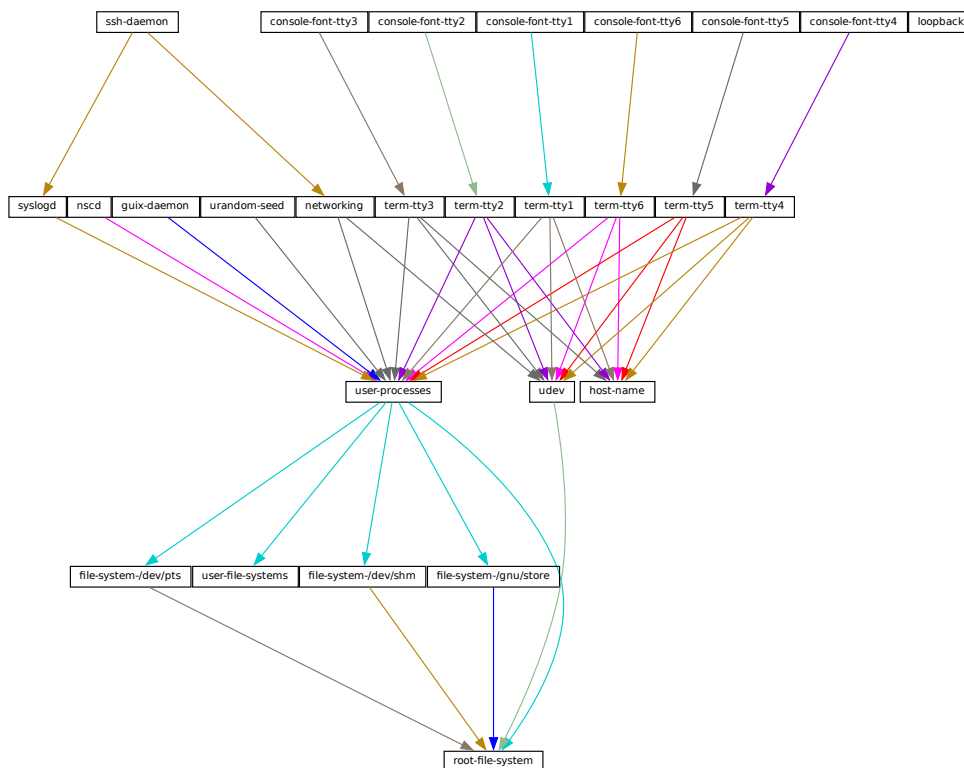 ssh-daemon
console-font-tty3
console-font-tty2
console-font-tty1
console-font-tty6
console-font-tty5
console-font-tty4
loopback
syslogd
nscd
guix-daemon
urandom-seed
networking
term-tty3
term-tty2
term-tty1
term-tty6
term-tty5
term-tty4
user-processes
udev
host-name
file-system-/dev/pts
user-file-systems
file-system-/dev/shm
file-system-/gnu/store
root-file-system